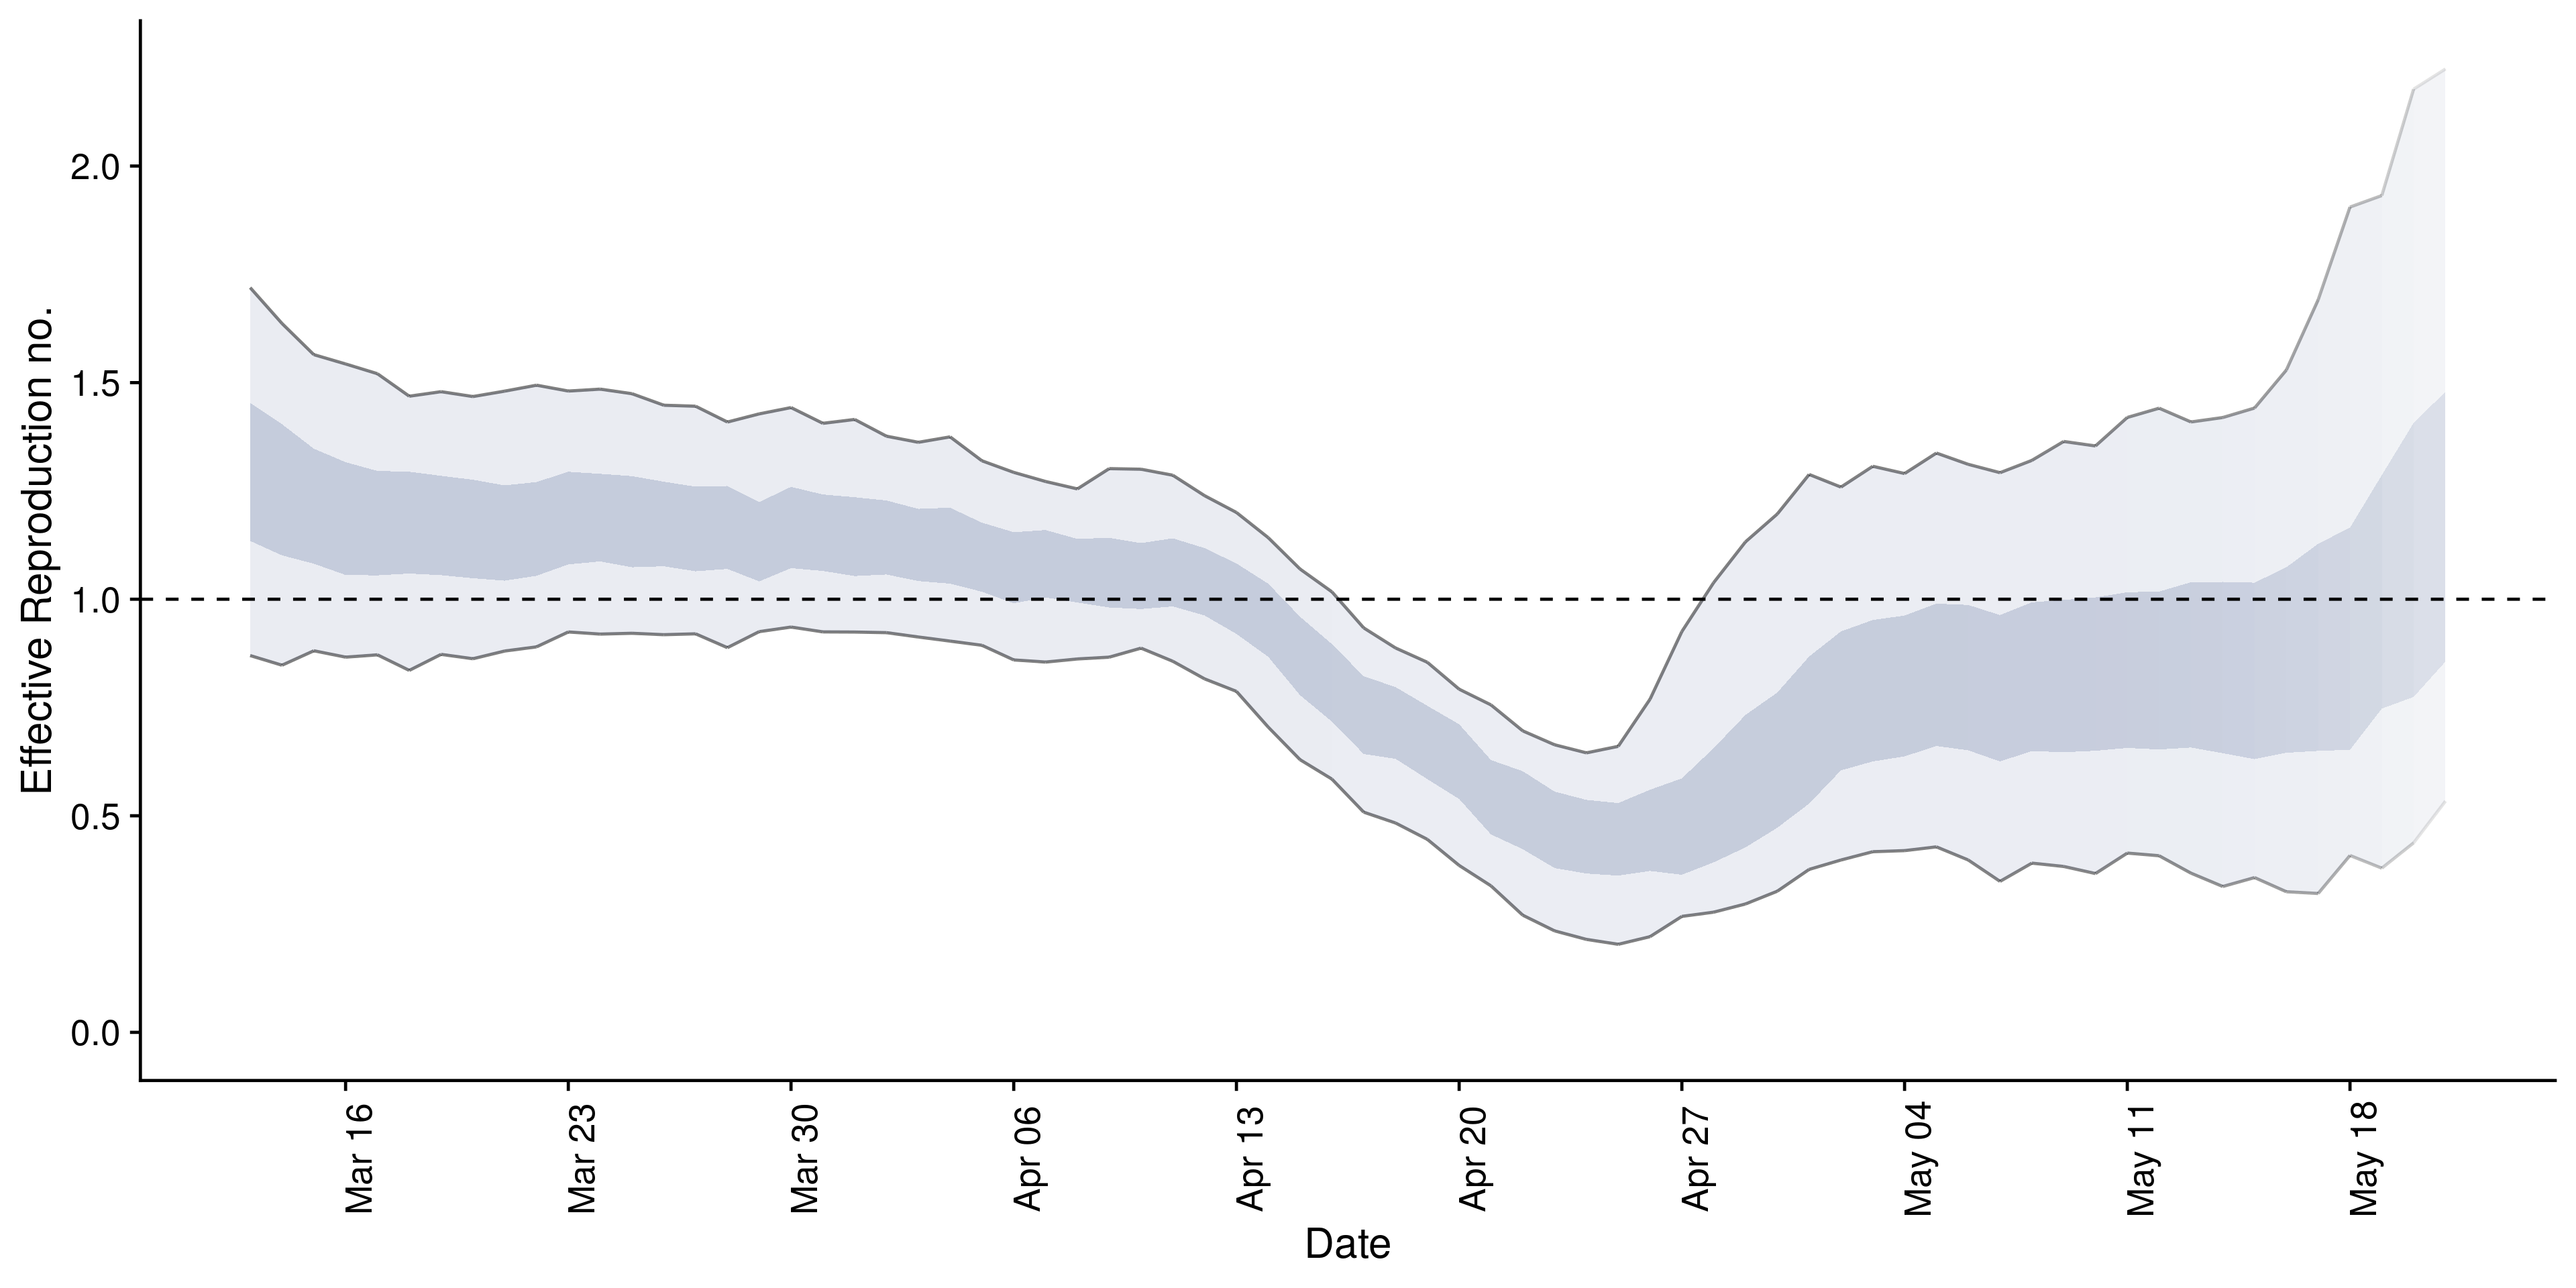 Effective Reproduction no.
2.0
1.5
1.0
0.5
0.0
Mar 16
Mar 23
Mar 30
Apr 06
Apr 13
Apr 20
Apr 27
May 04
May 11
May 18
Date